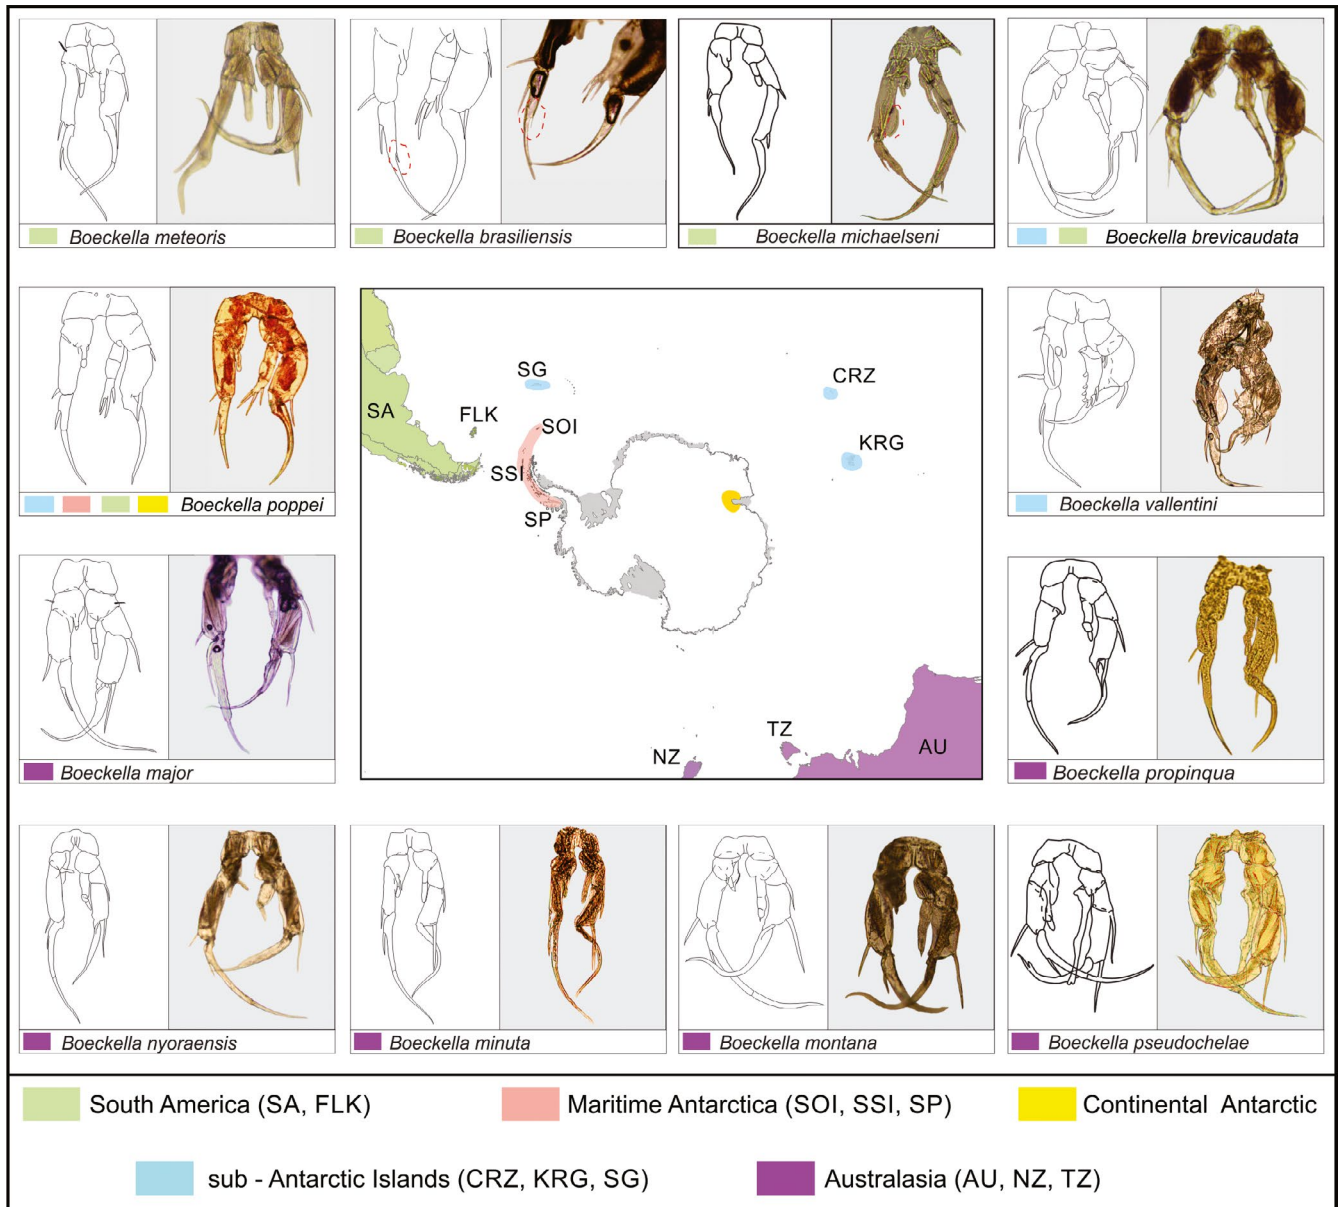 Boeckella meteoris
Boeckella brasiliensis
Boeckella michaelseni
Boeckella brevicaudata
Boeckella poppei
SA
FLK
SG
SOI
SSI
SP
CRZ
KRG
NZ
TZ
AU
Boeckella vallentini
Boeckella major
Boeckella propinqua
Boeckella nyoraensis
Boeckella minuta
Boeckella montana
Boeckella pseudochelae
South America (SA, FLK)
Maritime Antarctica (SOI, SSI, SP)
Continental Antarctic
sub - Antarctic Islands (CRZ, KRG, SG)
Australasia (AU, NZ, TZ)